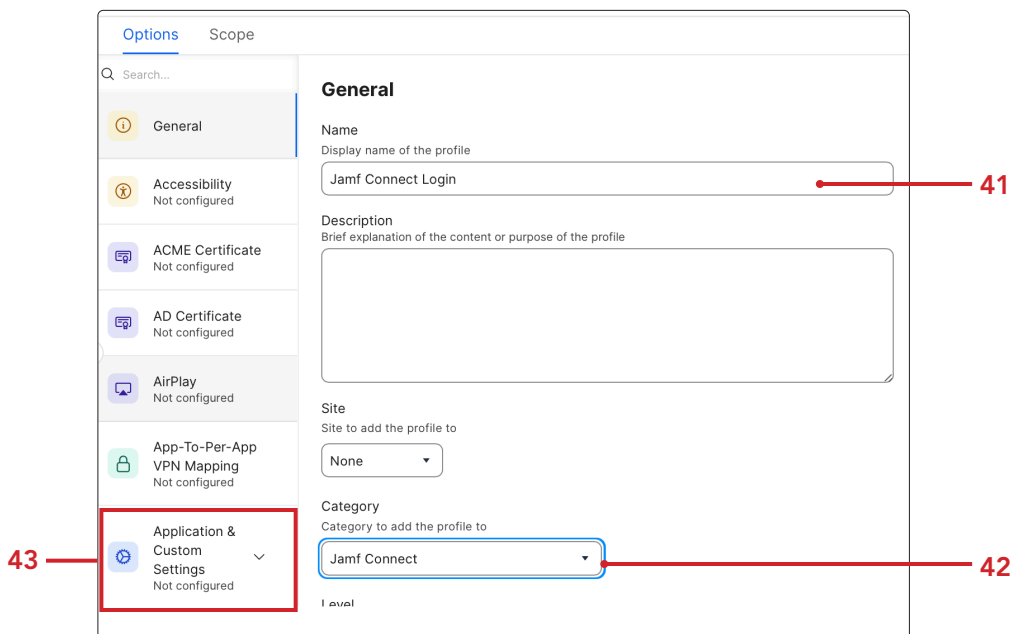 Options
Scope
Search...
General
Accessibility
Not configured
ACME Certificate
Not configured
AD Certificate
Not configured
AirPlay
Not configured
App-To-Per-App
VPN Mapping
Not configured
Application &
Custom
Settings
Not configured
43
General
Name
Display name of the profile
Jamf Connect Login
41
Description
Brief explanation of the content or purpose of the profile
Site
Site to add the profile to
None
Category
Category to add the profile to
Jamf Connect
42
Level